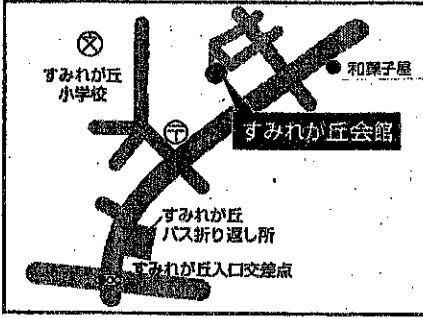 すみれが丘
小学校
和菓子屋
〒
すみれが丘会館
すみれが丘
バス折り返し所
すみれが丘入口交差点